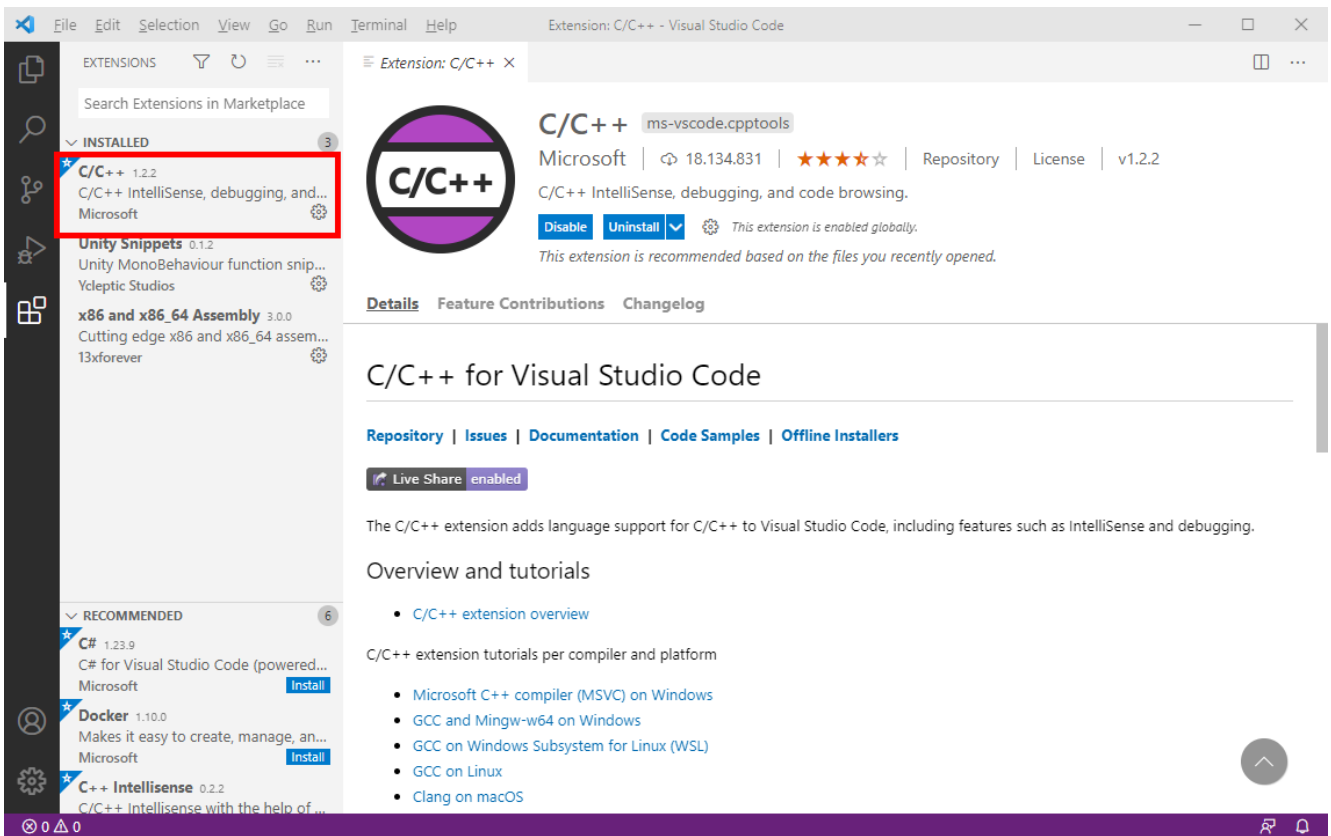 File Edit Selection View Go Run Terminal Help Extension: C/C++ - Visual Studio Code
EXTENSIONS
Search Extensions in Marketplace
INSTALLED 3
C/C++ 1.2.2
C/C++ IntelliSense, debugging, and...
Microsoft
Unity Snippets 0.1.2
Unity MonoBehaviour function snip...
Ycleptic Studios
x86 and x86_64 Assembly 3.0.0
Cutting edge x86 and x86_64 assem...
13xforever
RECOMMENDED 6
C# 1.23.9
C# for Visual Studio Code (powered...
Microsoft Install
Docker 1.10.0
Makes it easy to create, manage, an...
Microsoft Install
C++ Intellisense 0.2.2
C/C++ Intellisense with the help of ...
Extension: C/C++
C/C++
C/C++ ms-vscode.cpptools
Microsoft 18.134.831 Repository License v1.2.2
C/C++ IntelliSense, debugging, and code browsing.
Disable Uninstall This extension is enabled globally.
This extension is recommended based on the files you recently opened.
Details Feature Contributions Changelog
C/C++ for Visual Studio Code
Repository | Issues | Documentation | Code Samples | Offline Installers
Live Share enabled
The C/C++ extension adds language support for C/C++ to Visual Studio Code, including features such as IntelliSense and debugging.
Overview and tutorials
• C/C++ extension overview
C/C++ extension tutorials per compiler and platform
• Microsoft C++ compiler (MSVC) on Windows
• GCC and Mingw-w64 on Windows
• GCC on Windows Subsystem for Linux (WSL)
• GCC on Linux
• Clang on macOS
0 0